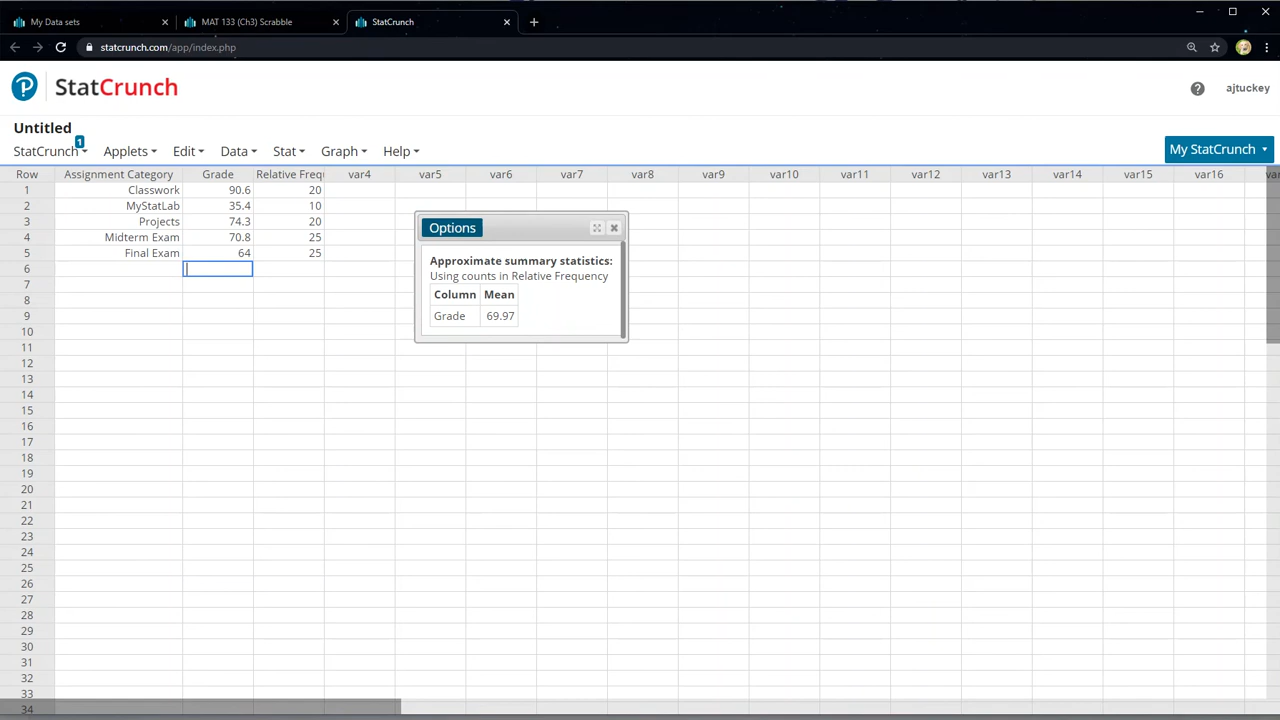 My Data sets
MAT 133 (Ch3) Scrabble
StatCrunch
statcrunch.com/app/index.php
StatCrunch
ajtuckey
Untitled
StatCrunch 1 Applets Edit Data Stat Graph Help
My StatCrunch
Row Assignment Category Grade Relative Frequ var4 var5 var6 var7 var8 var9 var10 var11 var12 var13 var14 var15 var16 va
1 Classwork 90.6 20
2 MyStatLab 35.4 10
3 Projects 74.3 20
4 Midterm Exam 70.8 25
5 Final Exam 64 25
6
7
8
9
10
11
12
13
14
15
16
17
18
19
20
21
22
23
24
25
26
27
28
29
30
31
32
33
34
Options
Approximate summary statistics:
Using counts in Relative Frequency
Column Mean
Grade 69.97